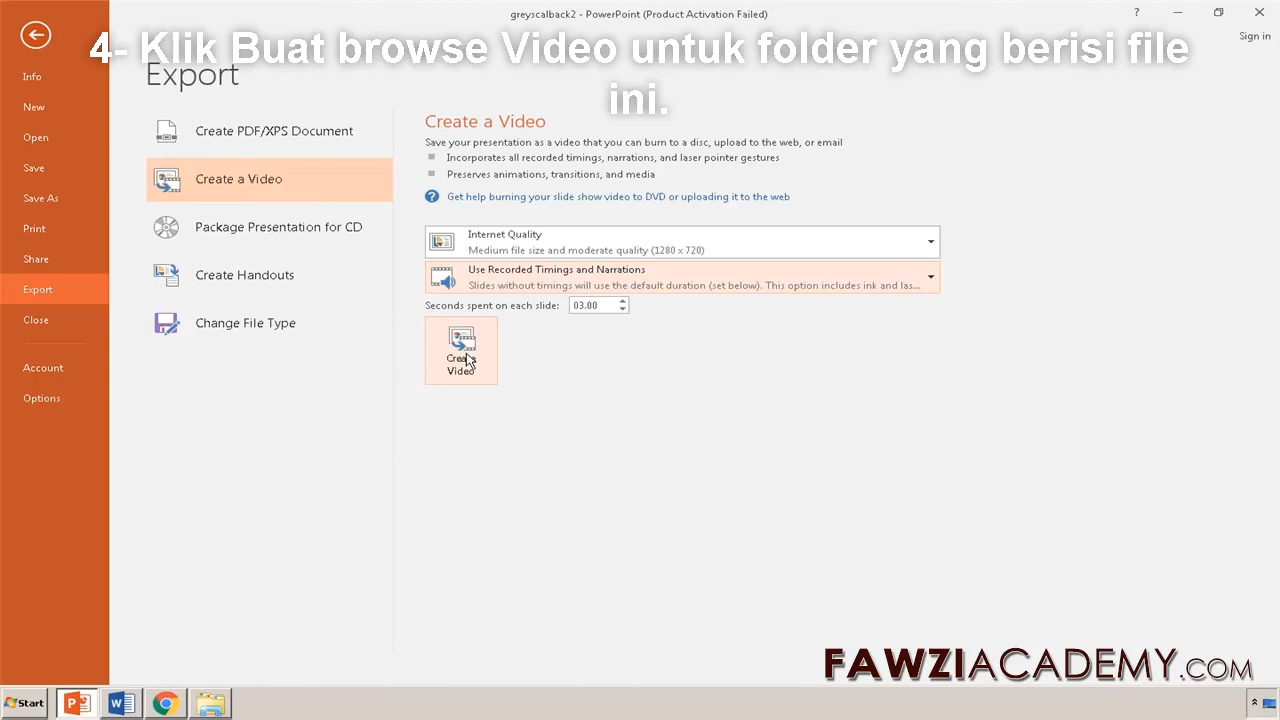 greyscalback2 - PowerPoint (Product Activation Failed)
?
Sign in
4- Klik Buat browse Video untuk folder yang berisi file
ini.
Export
Info
New
Open
Save
Save As
Print
Share
Export
Close
Account
Options
Create PDF/XPS Document
Create a Video
Package Presentation for CD
Create Handouts
Change File Type
Create a Video
Save your presentation as a video that you can burn to a disc, upload to the web, or email
Incorporates all recorded timings, narrations, and laser pointer gestures
Preserves animations, transitions, and media
? Get help burning your slide show video to DVD or uploading it to the web
Internet Quality
Medium file size and moderate quality (1280 x 720)
Use Recorded Timings and Narrations
Slides without timings will use the default duration (set below). This option includes ink and las...
Seconds spent on each slide: 03.00
Create
Video
FAWZIACADEMY.COM
Start